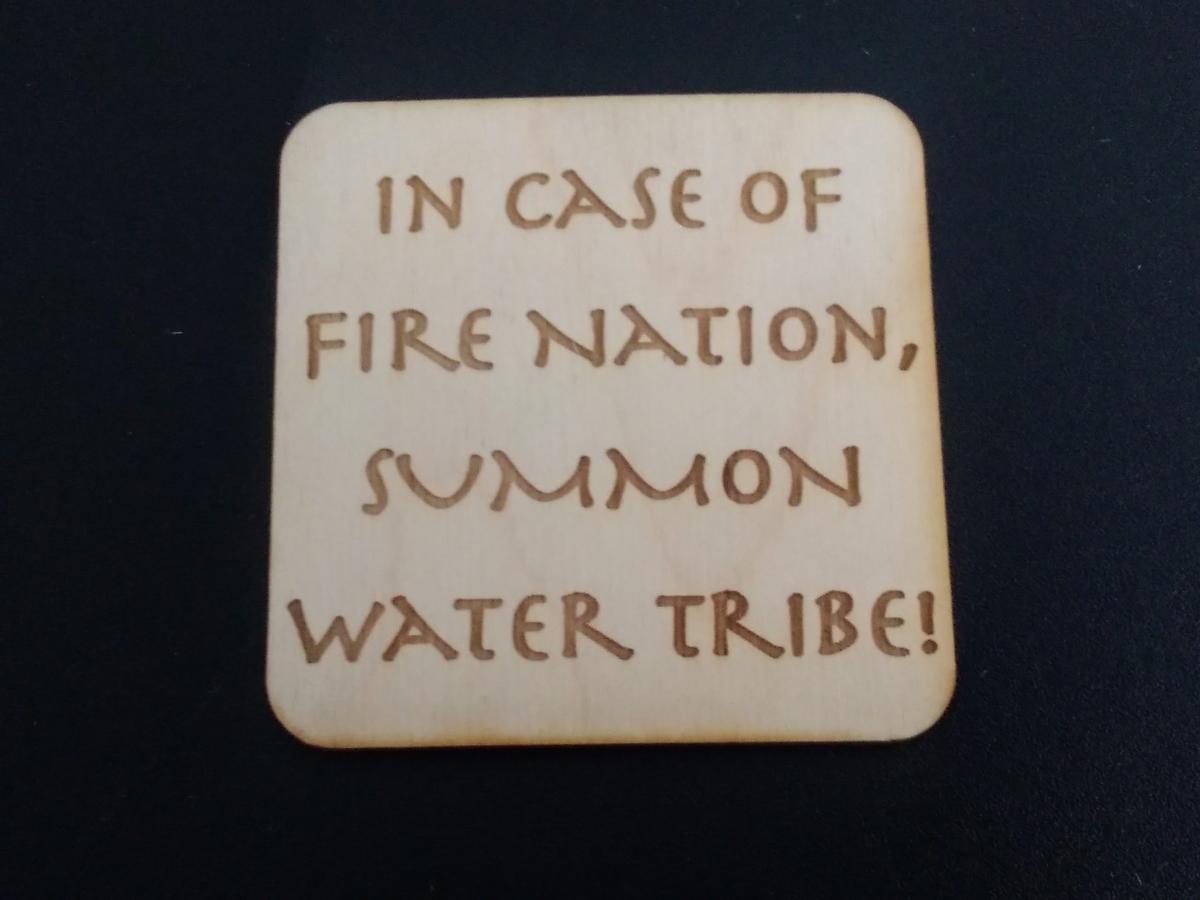 IN CASE OF
FIRE NATION,
SUMMON
WATER TRIBE!